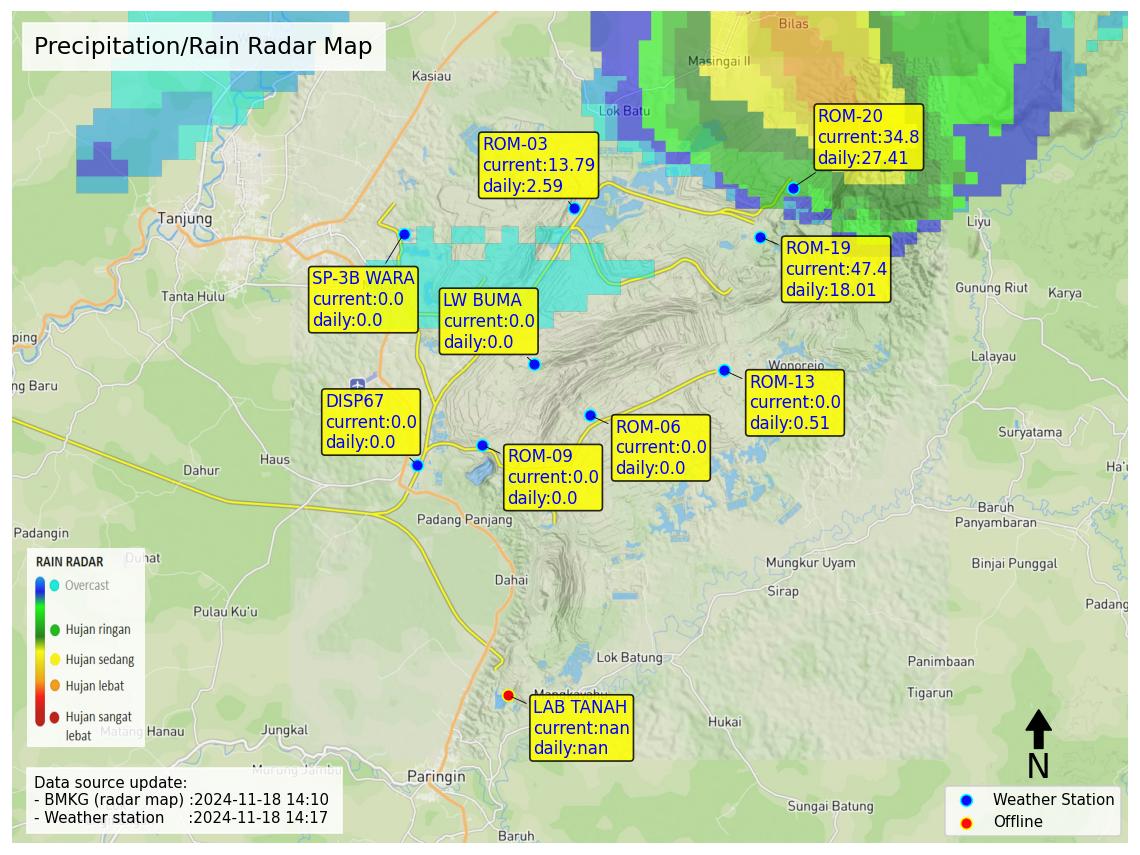 Precipitation/Rain Radar Map
Bilas
Masingai II
Kasiau
Lok Batu
ROM-20
current:34.8
daily:27.41
ROM-03
current:13.79
daily:2.59
Tanjung
Liyu
ROM-19
current:47.4
daily:18.01
SP-3B WARA
current:0.0
daily:0.0
Tanta Hulu
LW BUMA
current:0.0
daily:0.0
Gunung Riut
Karya
ping
Lalayau
ng Baru
Wonorejo
ROM-13
current:0.0
daily:0.51
DISP67
current:0.0
daily:0.0
ROM-06
current:0.0
daily:0.0
Suryatama
ROM-09
current:0.0
daily:0.0
Haus
Dahur
Ha'u
Baruh
Panyambaran
Padang Panjang
Padangin
Duhat
Mungkur Uyam
Binjai Punggal
Dahai
Sirap
Padang
Pulau Ku'u
RAIN RADAR
Overcast
Hujan ringan
Hujan sedang
Hujan lebat
Hujan sangat
lebat
Lok Batung
Panimbaan
Tigarun
LAB TANAH
current:nan
daily:nan
Hukai
Manau
Jungkal
Murung Jambu
Paringin
Sungai Batung
Baruh
Data source update:
- BMKG (radar map) :2024-11-18 14:10
- Weather station :2024-11-18 14:17
N
Weather Station
Offline